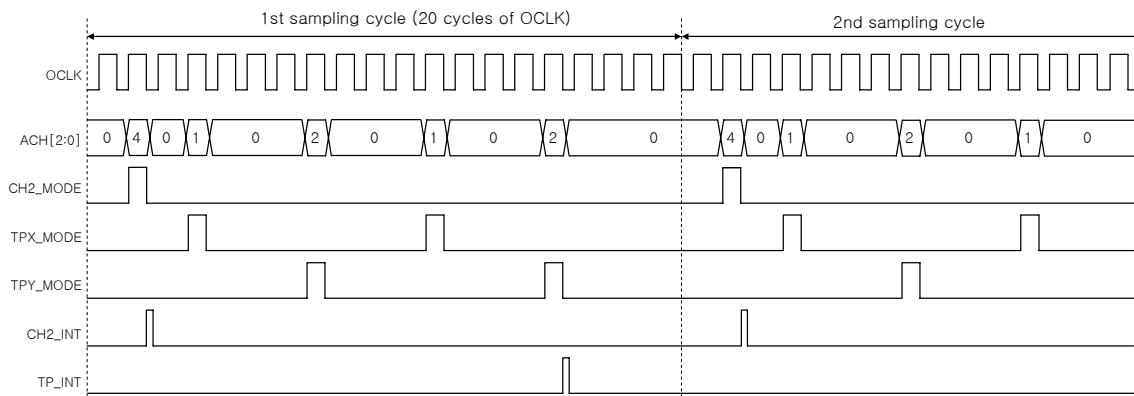 1st sampling cycle (20 cycles of OCLK)
2nd sampling cycle
OCLK
ACH[2:0] 0 4 0 1 0 2 0 1 0 2 0 4 0 1 0 2 0 1 0
CH2_MODE
TPX_MODE
TPY_MODE
CH2_INT
TP_INT